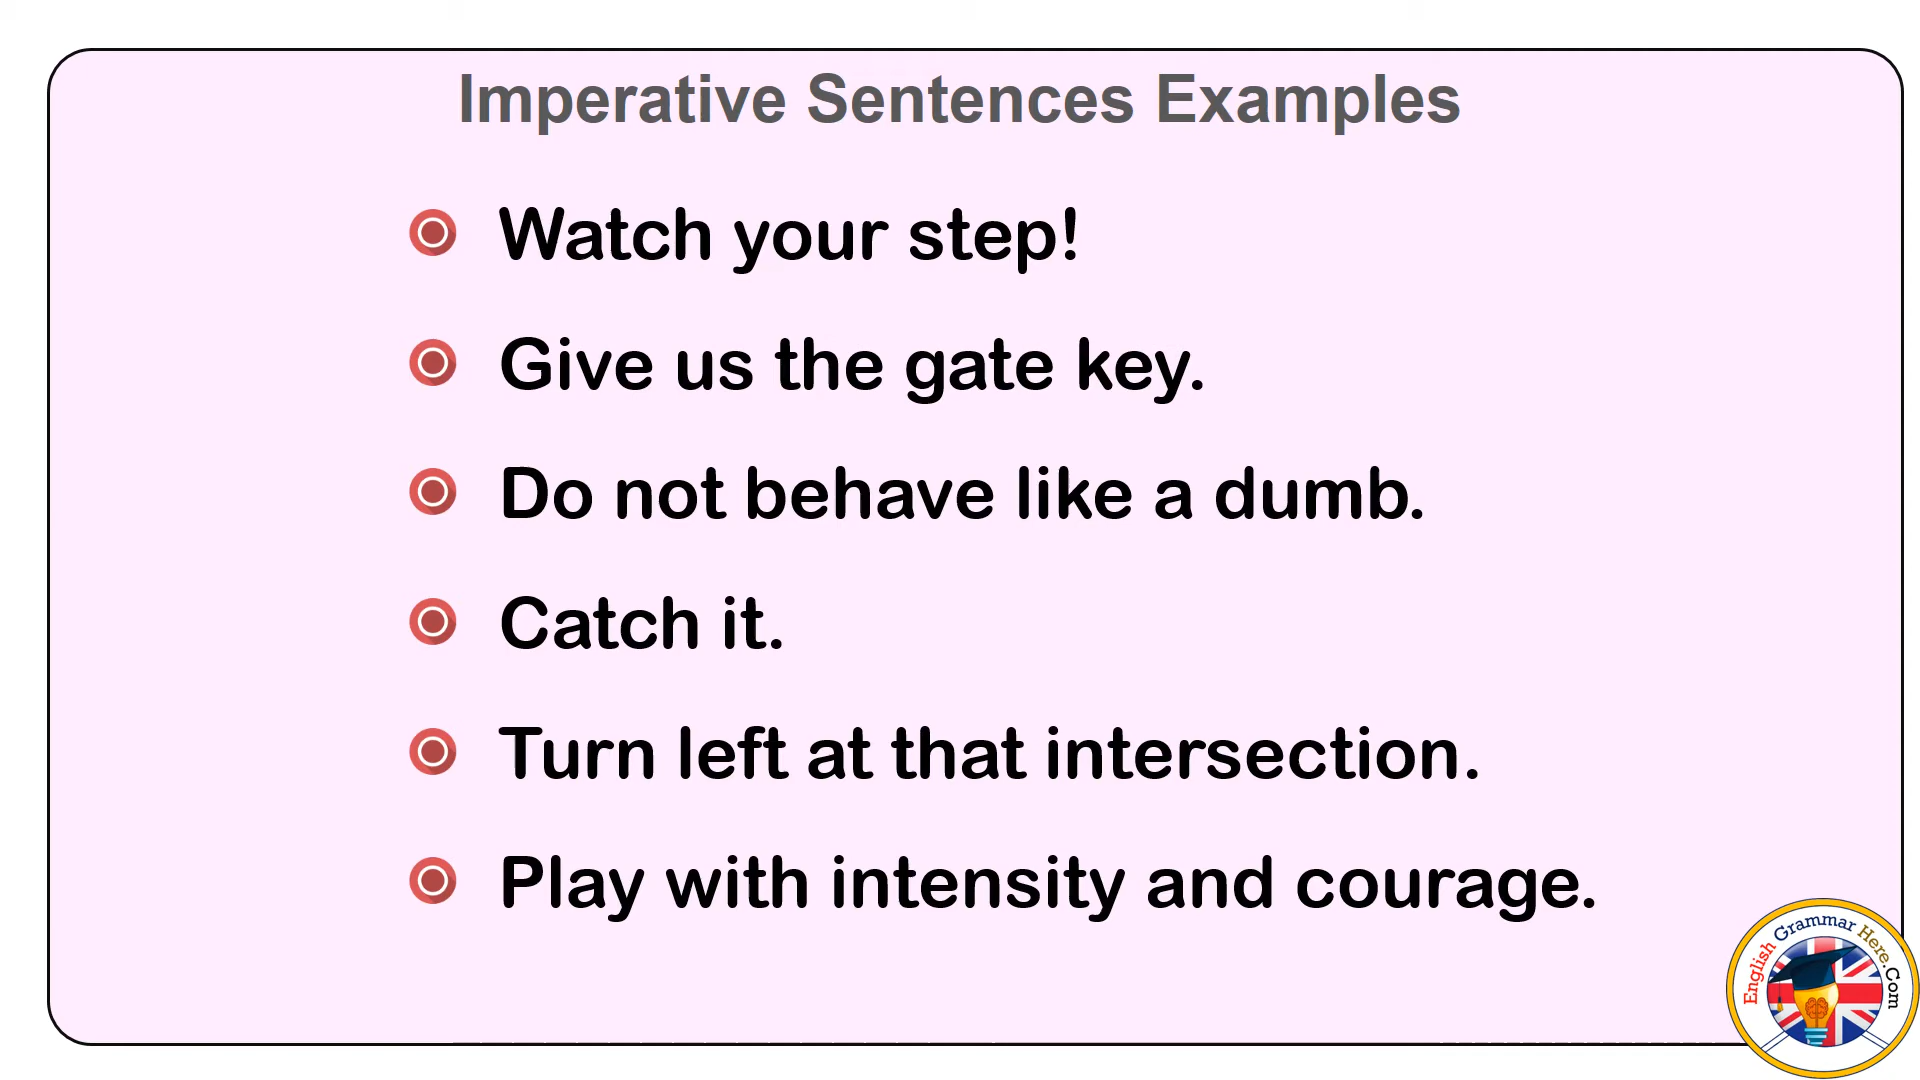 Imperative Sentences Examples
Watch your step!
Give us the gate key.
Do not behave like a dumb.
Catch it.
Turn left at that intersection.
Play with intensity and courage.
English Grammar Here.Com